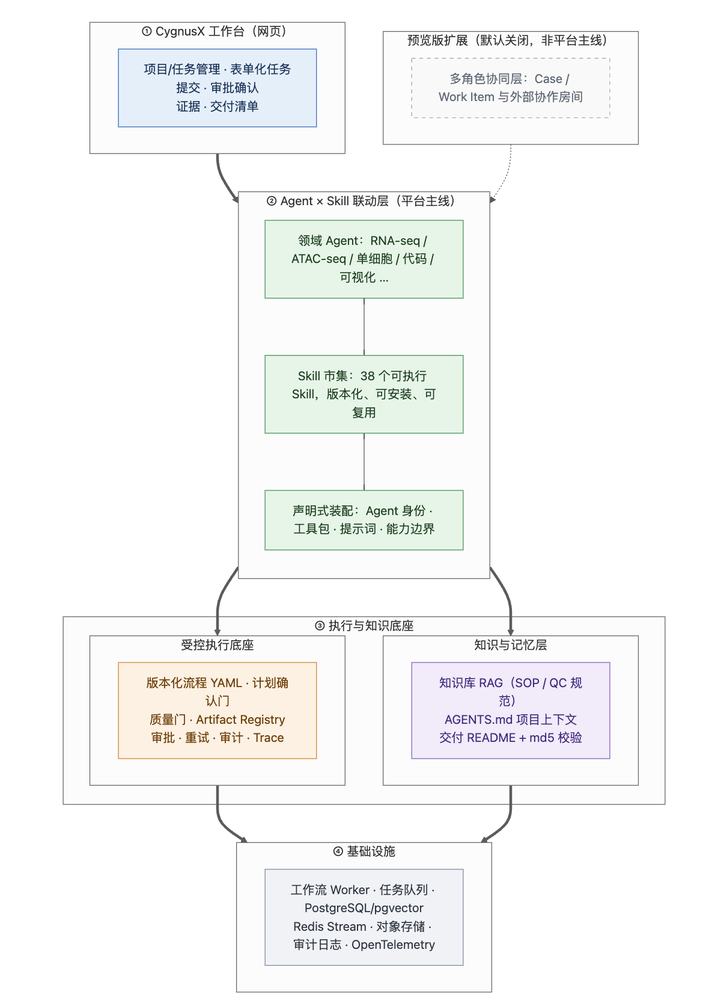 ① CygnusX 工作台（网页）
项目/任务管理 · 表单化任务
提交 · 审批确认
证据 · 交付清单
预览版扩展（默认关闭，非平台主线）
多角色协同层：Case /
Work Item 与外部协作房间
② Agent × Skill 联动层（平台主线）
领域 Agent：RNA-seq /
ATAC-seq / 单细胞 / 代码 /
可视化 ...
Skill 市集：38 个可执行
Skill，版本化、可安装、可
复用
声明式装配：Agent 身份 ·
工具包 · 提示词 · 能力边界
③ 执行与知识底座
受控执行底座
版本化流程 YAML · 计划确
认门
质量门 · Artifact Registry
审批 · 重试 · 审计 · Trace
知识与记忆层
知识库 RAG（SOP / QC 规
范）
AGENTS.md 项目上下文
交付 README + md5 校验
④ 基础设施
工作流 Worker · 任务队列 ·
PostgreSQL/pgvector
Redis Stream · 对象存储 ·
审计日志 · OpenTelemetry